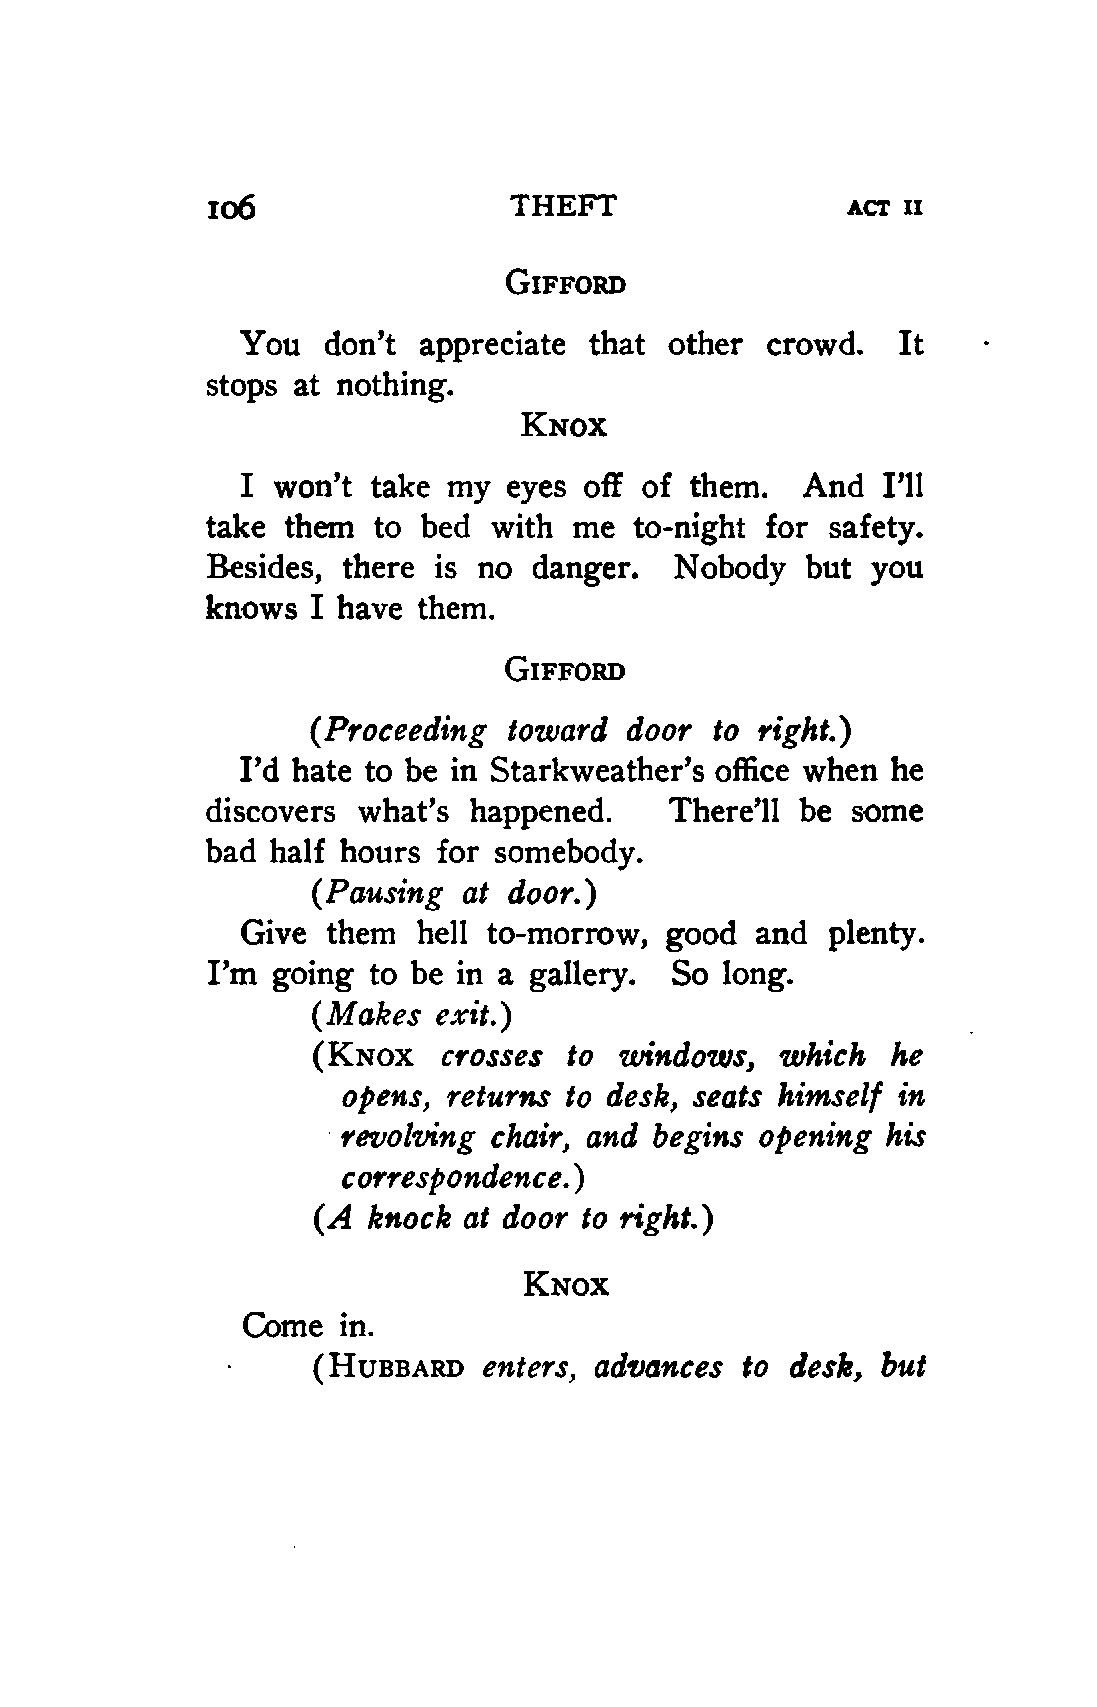 106 THEFT ACT II
GIFFORD
You don't appreciate that other crowd. It
stops at nothing.
KNOX
I won't take my eyes off of them. And I'll
take them to bed with me to-night for safety.
Besides, there is no danger. Nobody but you
knows I have them.
GIFFORD
(Proceeding toward door to right.)
I'd hate to be in Starkweather's office when he
discovers what's happened. There'll be some
bad half hours for somebody.
(Pausing at door.)
Give them hell to-morrow, good and plenty.
I'm going to be in a gallery. So long.
(Makes exit.)
(KNOX crosses to windows, which he
opens, returns to desk, seats himself in
revolving chair, and begins opening his
correspondence.)
(A knock at door to right.)
KNOX
Come in.
(HUBBARD enters, advances to desk, but